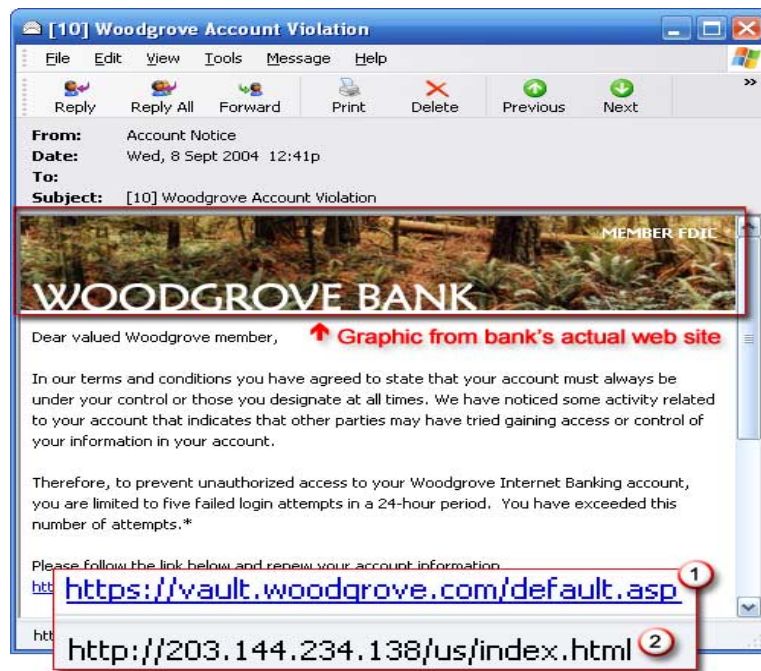 [10] Woodgrove Account Violation
File Edit View Tools Message Help
Reply Reply All Forward Print Delete Previous Next »
From: Account Notice
Date: Wed, 8 Sept 2004 12:41p
To:
Subject: [10] Woodgrove Account Violation
MEMBER FDIC
WOODGROVE BANK
Dear valued Woodgrove member,
Graphic from bank's actual web site
In our terms and conditions you have agreed to state that your account must always be
under your control or those you designate at all times. We have noticed some activity related
to your account that indicates that other parties may have tried gaining access or control of
your information in your account.
Therefore, to prevent unauthorized access to your Woodgrove Internet Banking account,
you are limited to five failed login attempts in a 24-hour period. You have exceeded this
number of attempts.*
Please follow the link below and renew your account information
htt
https://vault.woodgrove.com/default.asp 1
htt
http://203.144.234.138/us/index.html 2